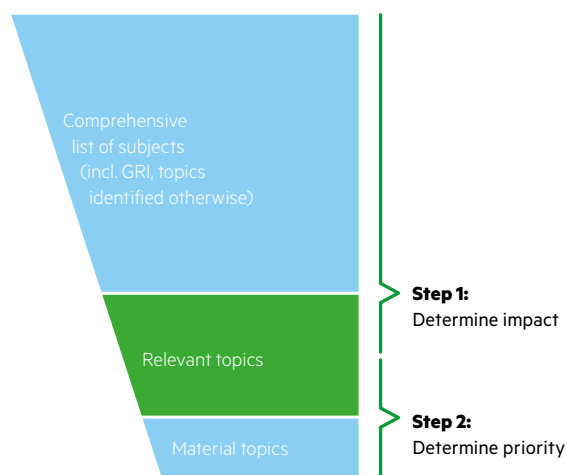 Comprehensive
list of subjects
(incl. GRI, topics
identified otherwise)
Step 1:
Determine impact
Relevant topics
Step 2:
Determine priority
Material topics